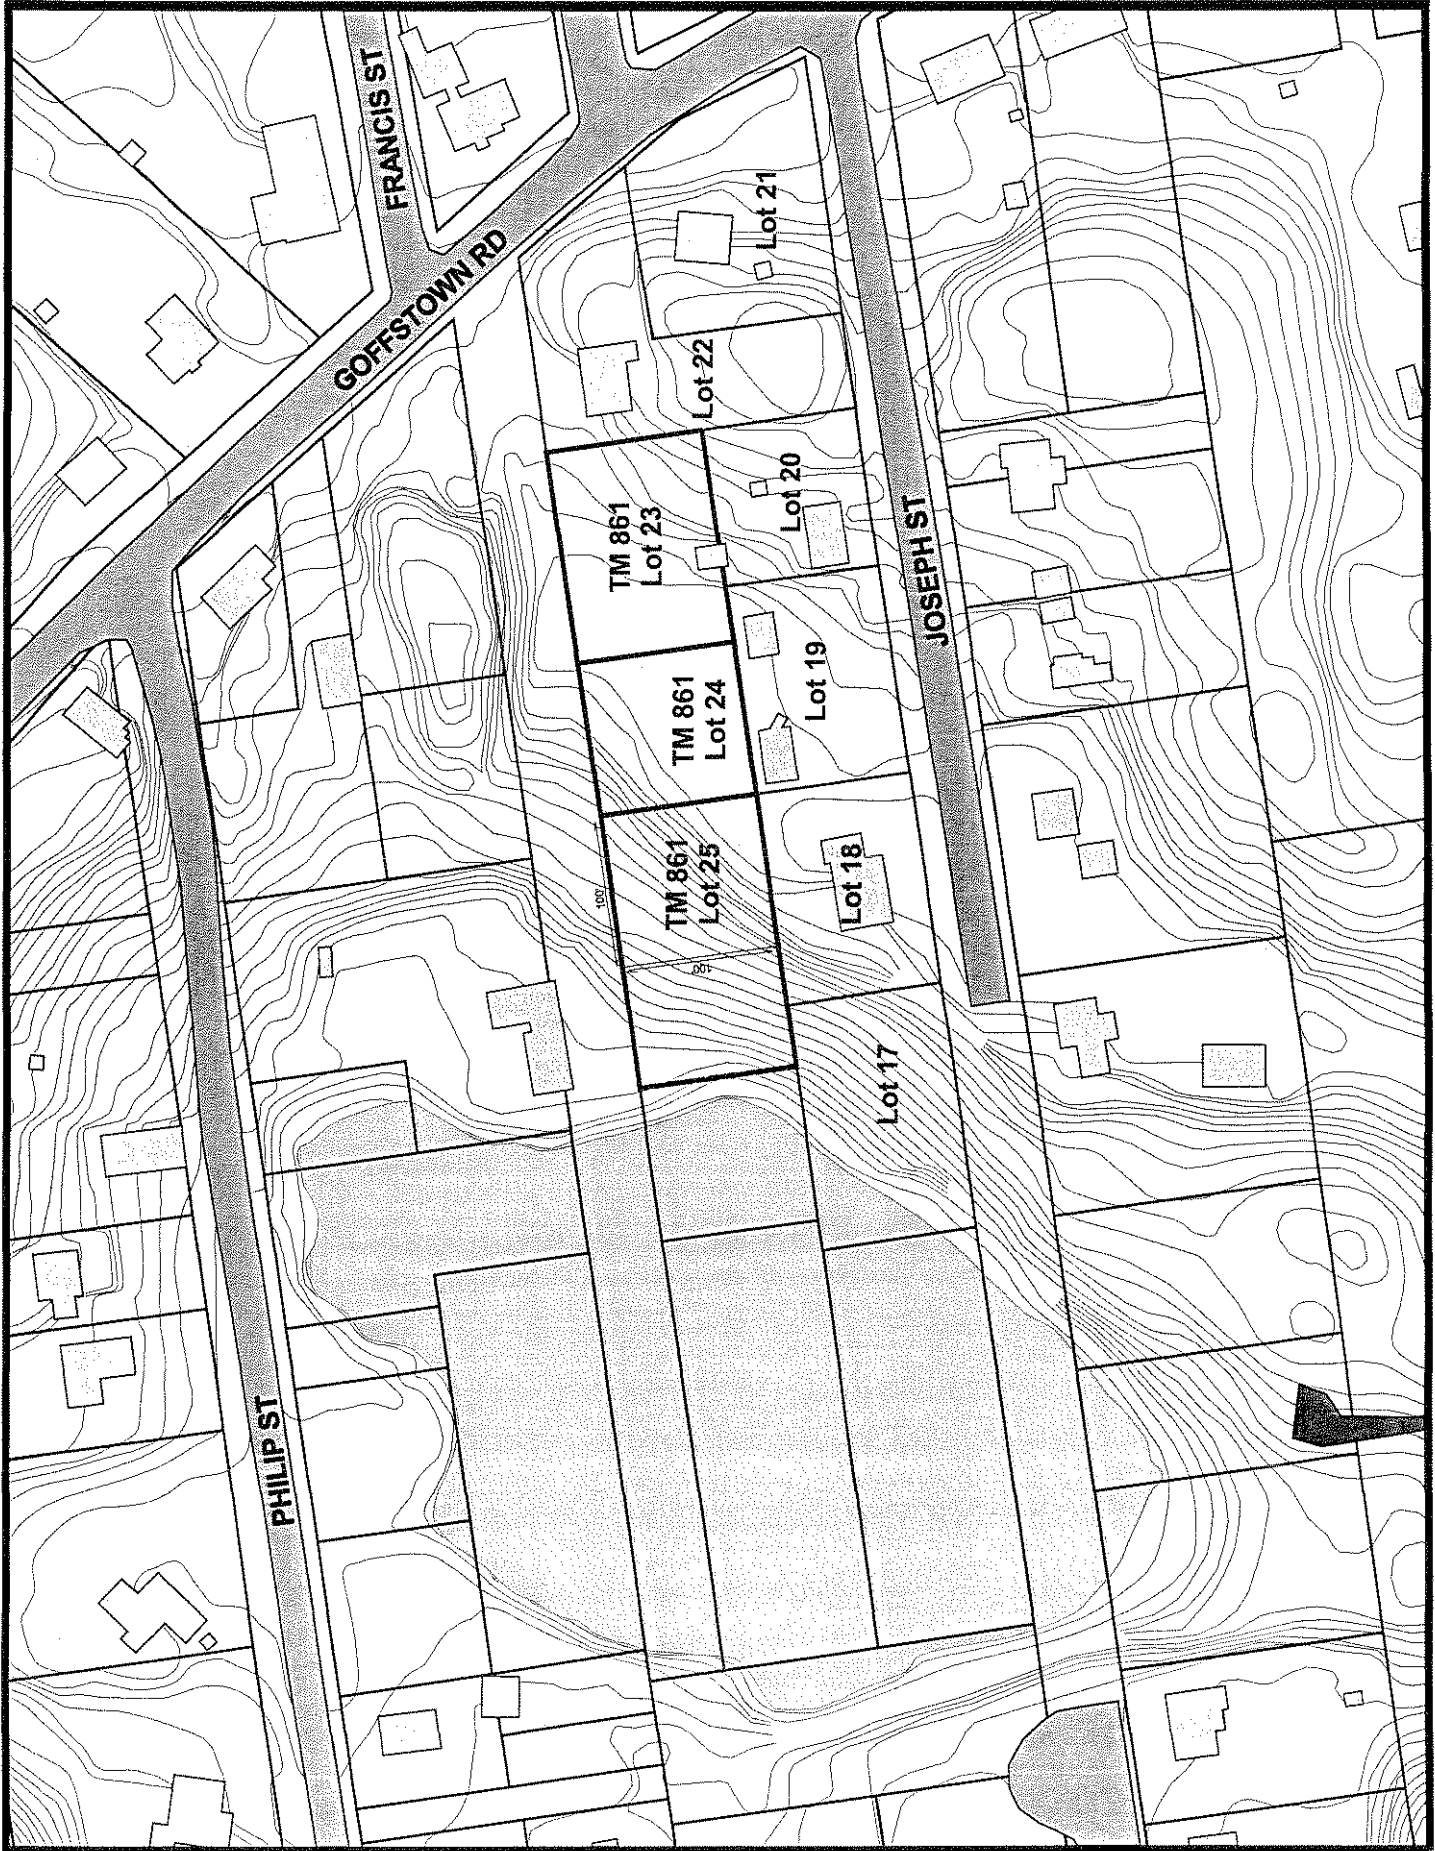 FRANCIS ST
GOFFSTOWN RD
Lot 21
Lot 22
TM 861
Lot 23
Lot 20
JOSEPH ST
TM 861
Lot 24
Lot 19
TM 861
Lot 25
100'
100'
Lot 18
Lot 17
PHILIP ST